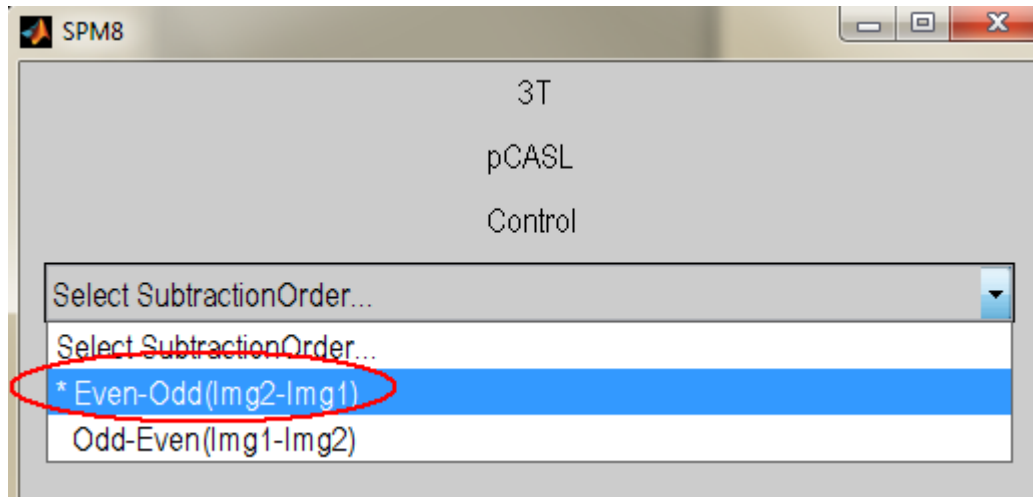 SPM8
3T
pCASL
Control
Select SubtractionOrder...
Select SubtractionOrder...
* Even-Odd(Img2-Img1)
Odd-Even(Img1-Img2)